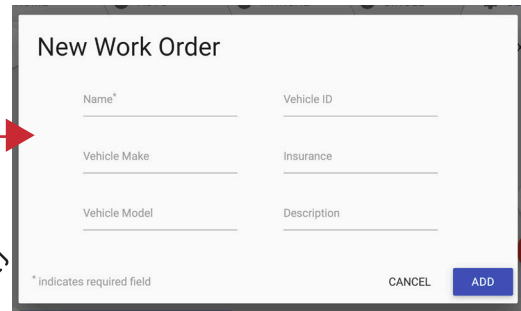 New Work Order
Name*
Vehicle ID
Vehicle Make
Insurance
Vehicle Model
Description
* indicates required field
CANCEL
ADD